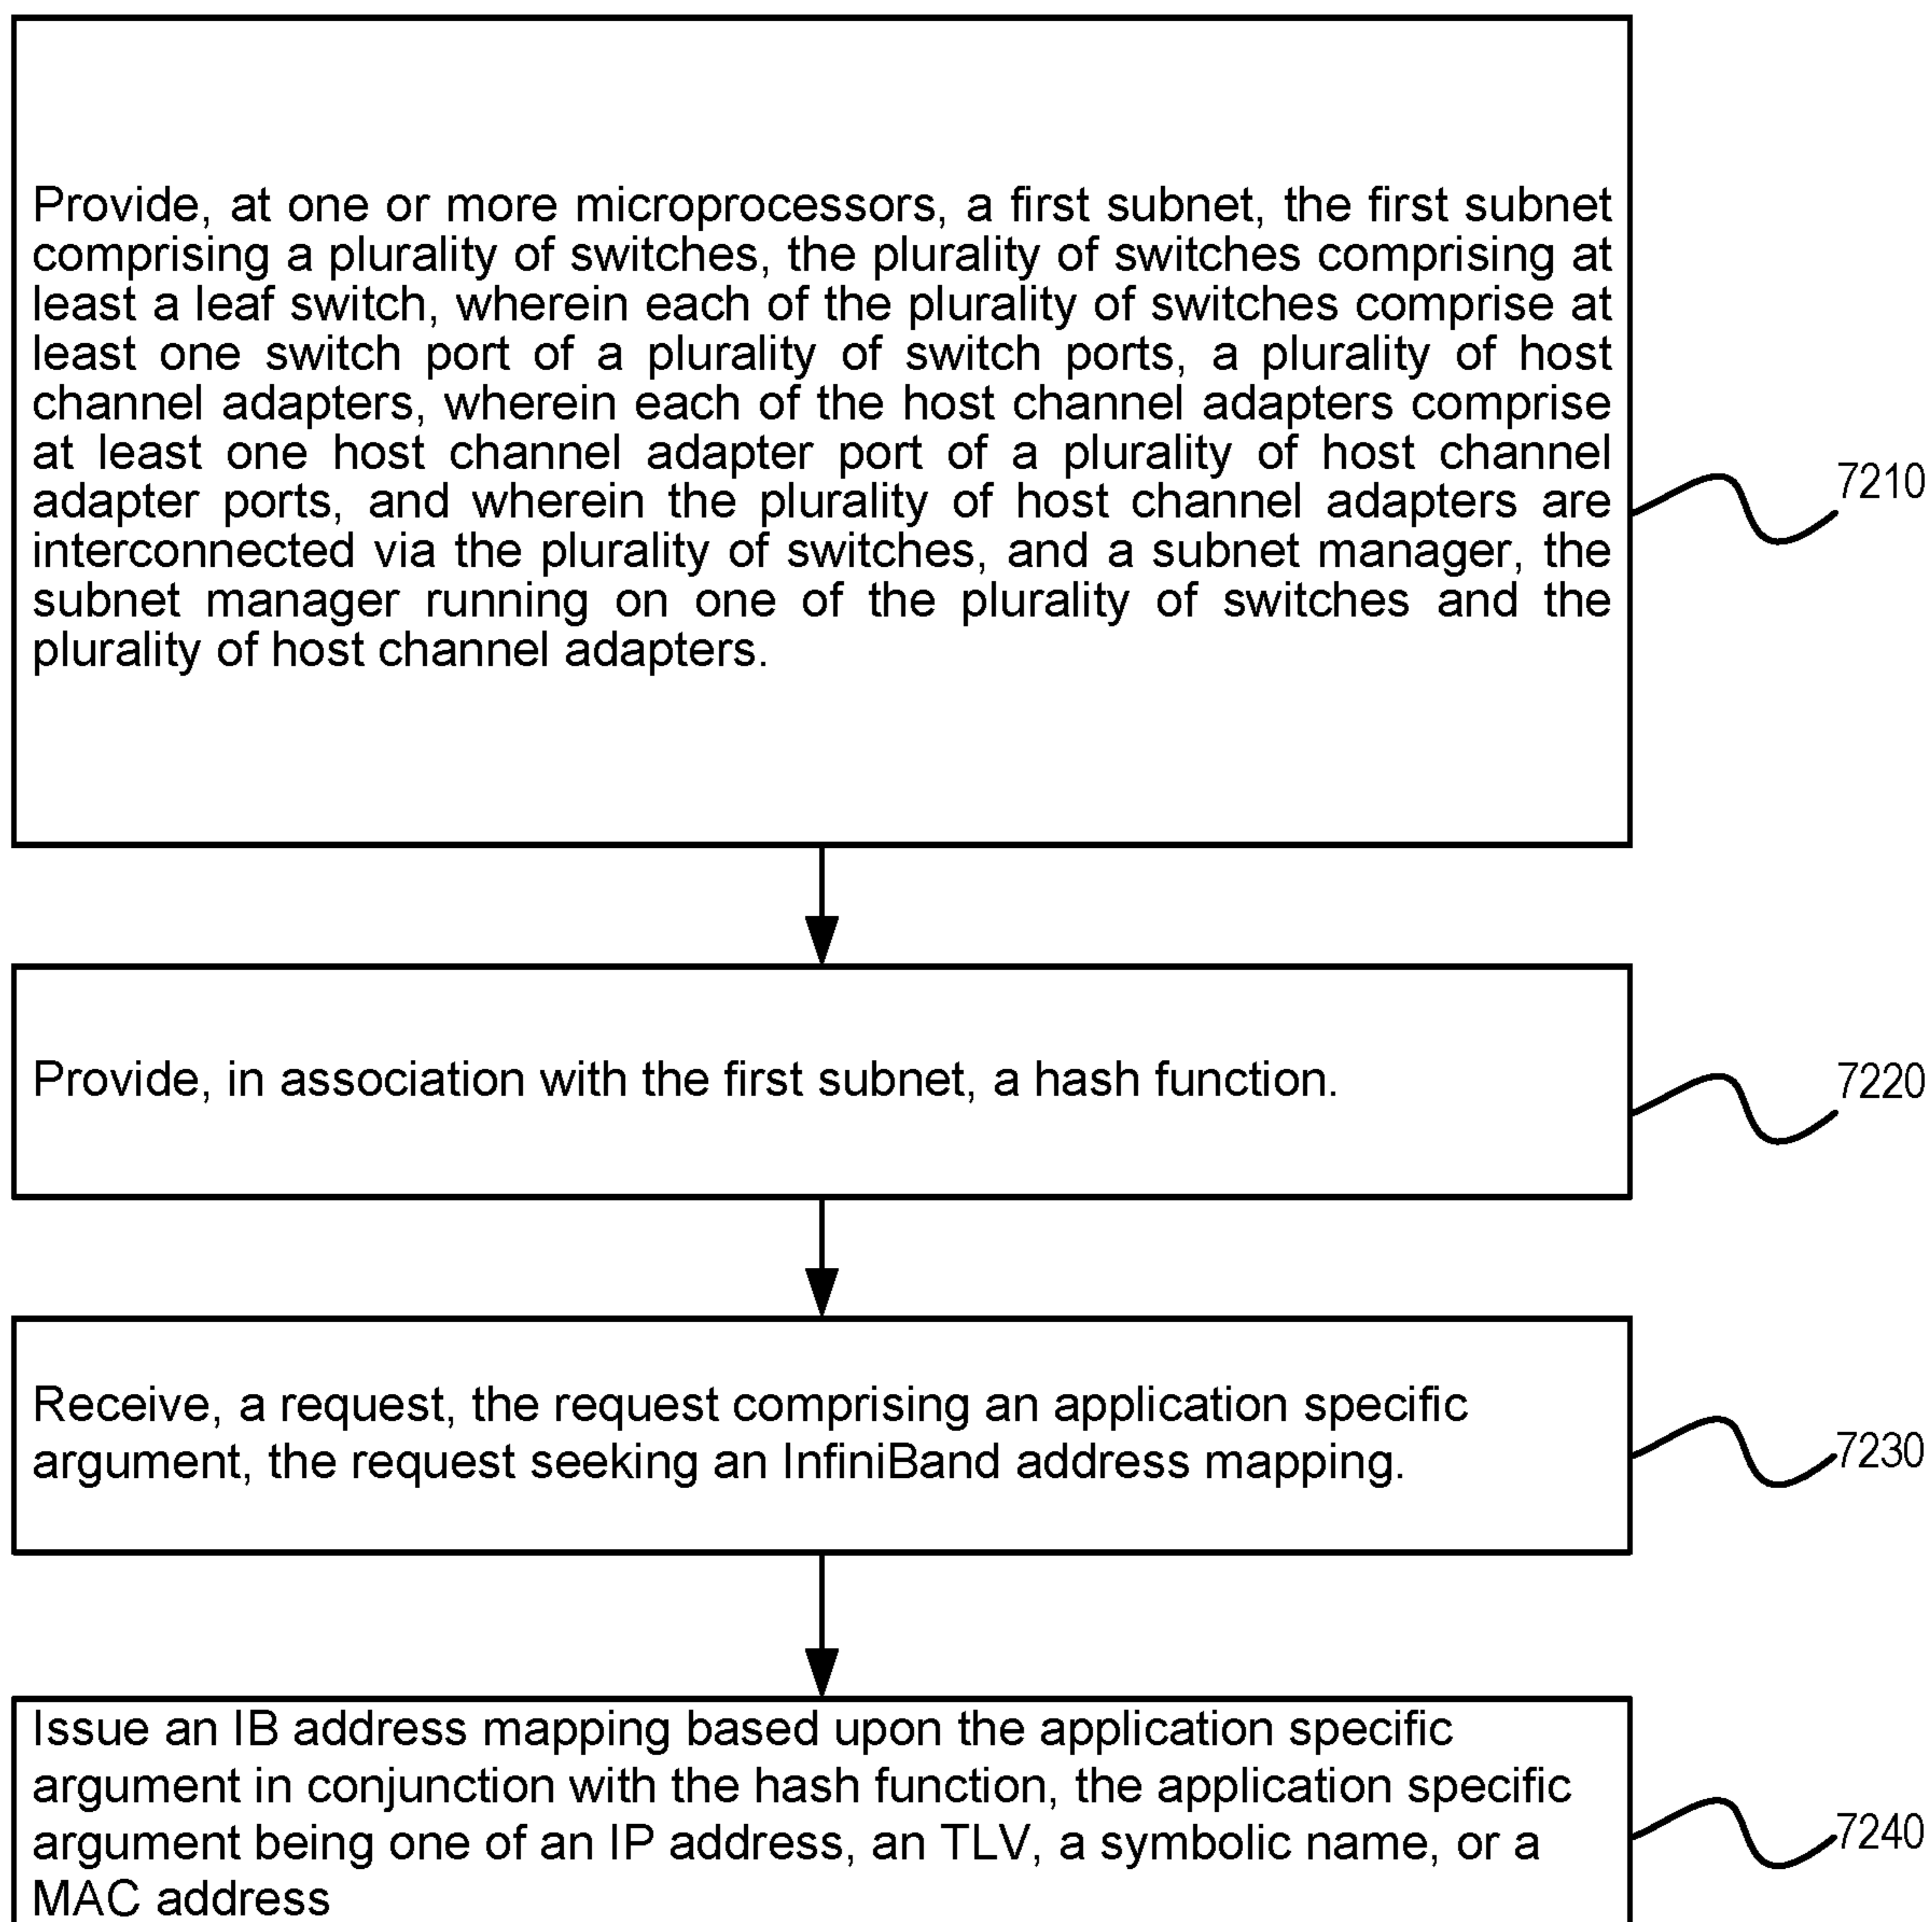 Provide, at one or more microprocessors, a first subnet, the first subnet
comprising a plurality of switches, the plurality of switches comprising at
least a leaf switch, wherein each of the plurality of switches comprise at
least one switch port of a plurality of switch ports, a plurality of host
channel adapters, wherein each of the host channel adapters comprise
at least one host channel adapter port of a plurality of host channel
adapter ports, and wherein the plurality of host channel adapters are
interconnected via the plurality of switches, and a subnet manager, the
subnet manager running on one of the plurality of switches and the
plurality of host channel adapters.
7210
Provide, in association with the first subnet, a hash function.
7220
Receive, a request, the request comprising an application specific
argument, the request seeking an InfiniBand address mapping.
7230
Issue an IB address mapping based upon the application specific
argument in conjunction with the hash function, the application specific
argument being one of an IP address, an TLV, a symbolic name, or a
MAC address
7240